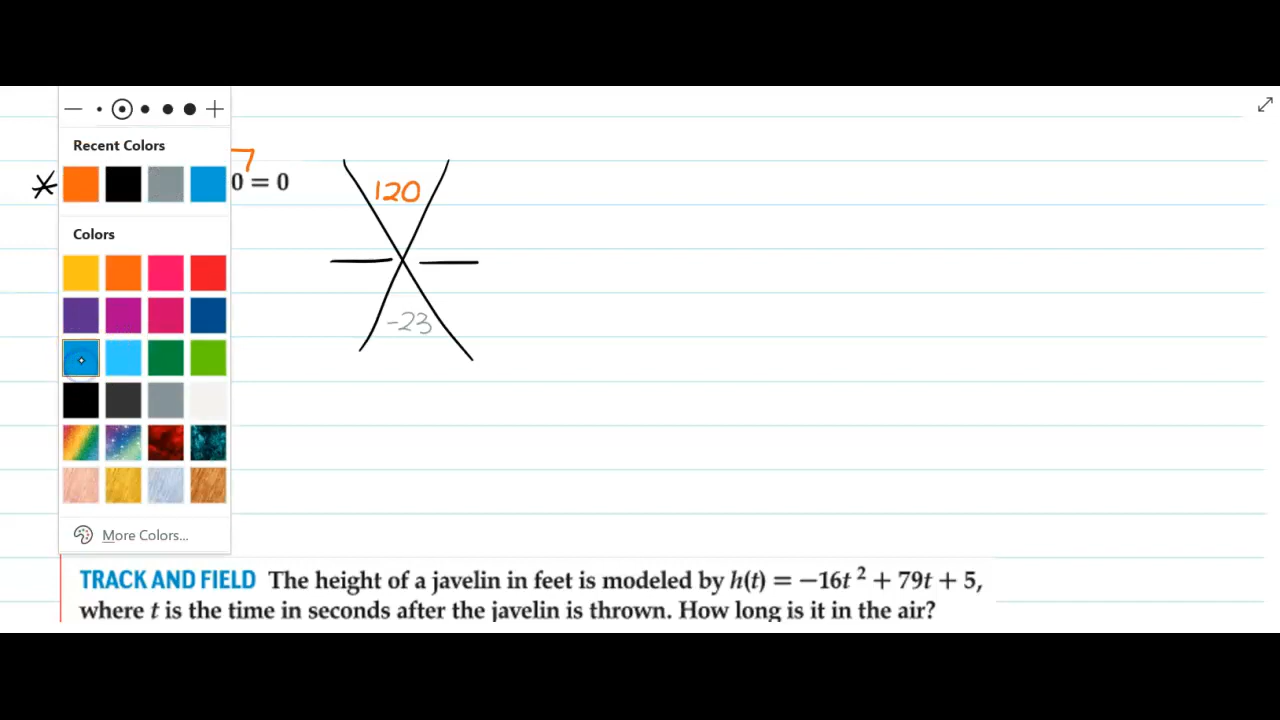 Recent Colors
0 = 0
120
Colors
-23
More Colors...
TRACK AND FIELD The height of a javelin in feet is modeled by h(t) = −16t² + 79t + 5,
where t is the time in seconds after the javelin is thrown. How long is it in the air?